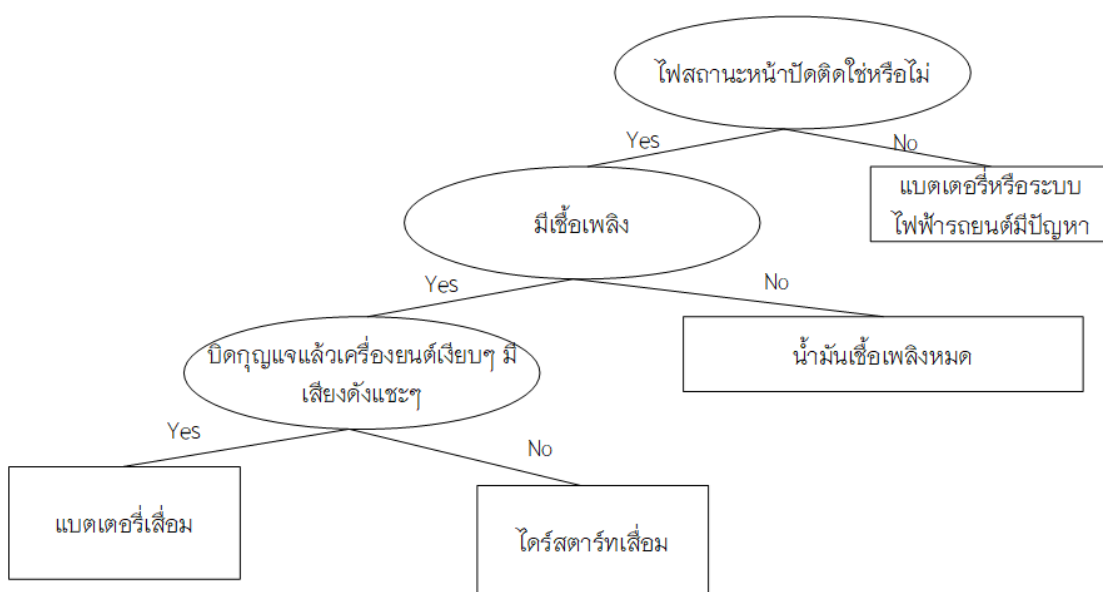 ไฟสถานะหน้าปัดติดใช่หรือไม่
Yes
No
แบตเตอรี่หรือระบบ
ไฟฟ้ารถยนต์มีปัญหา
มีเชื้อเพลิง
Yes
No
บิดกุญแจแล้วเครื่องยนต์เงียบๆ มี
เสียงดังแชะๆ
น้ำมันเชื้อเพลิงหมด
Yes
No
แบตเตอรี่เสื่อม
ไดร์สตาร์ทเสื่อม